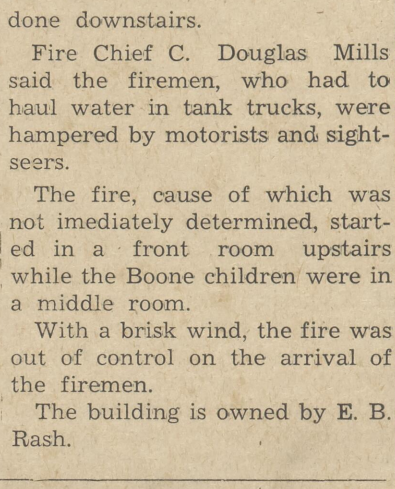 done downstairs.
Fire Chief C. Douglas Mills
said the firemen, who had to
haul water in tank trucks, were
hampered by motorists and sight-
seers.
The fire, cause of which was
not imediately determined, start-
ed in a front room upstairs
while the Boone children were in
a middle room.
With a brisk wind, the fire was
out of control on the arrival of
the firemen.
The building is owned by E. B.
Rash.